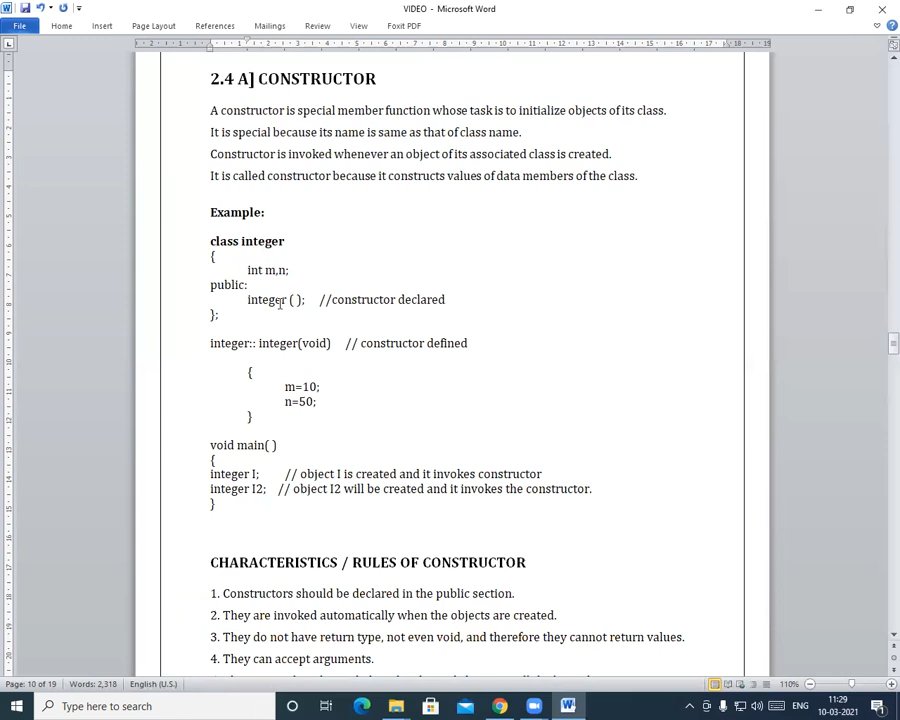 VIDEO - Microsoft Word
File Home Insert Page Layout References Mailings Review View Foxit PDF
2.4 A] CONSTRUCTOR
A constructor is special member function whose task is to initialize objects of its class.
It is special because its name is same as that of class name.
Constructor is invoked whenever an object of its associated class is created.
It is called constructor because it constructs values of data members of the class.
Example:
class integer
{
int m,n;
public:
integer ( ); //constructor declared
};
integer:: integer(void) // constructor defined
{
m=10;
n=50;
}
void main( )
{
integer I; // object I is created and it invokes constructor
integer I2; // object I2 will be created and it invokes the constructor.
}
CHARACTERISTICS / RULES OF CONSTRUCTOR
1. Constructors should be declared in the public section.
2. They are invoked automatically when the objects are created.
3. They do not have return type, not even void, and therefore they cannot return values.
4. They can accept arguments.
Page: 10 of 19 Words: 2,318 English (U.S.) 110%
Type here to search
ENG
11:29
10-03-2021